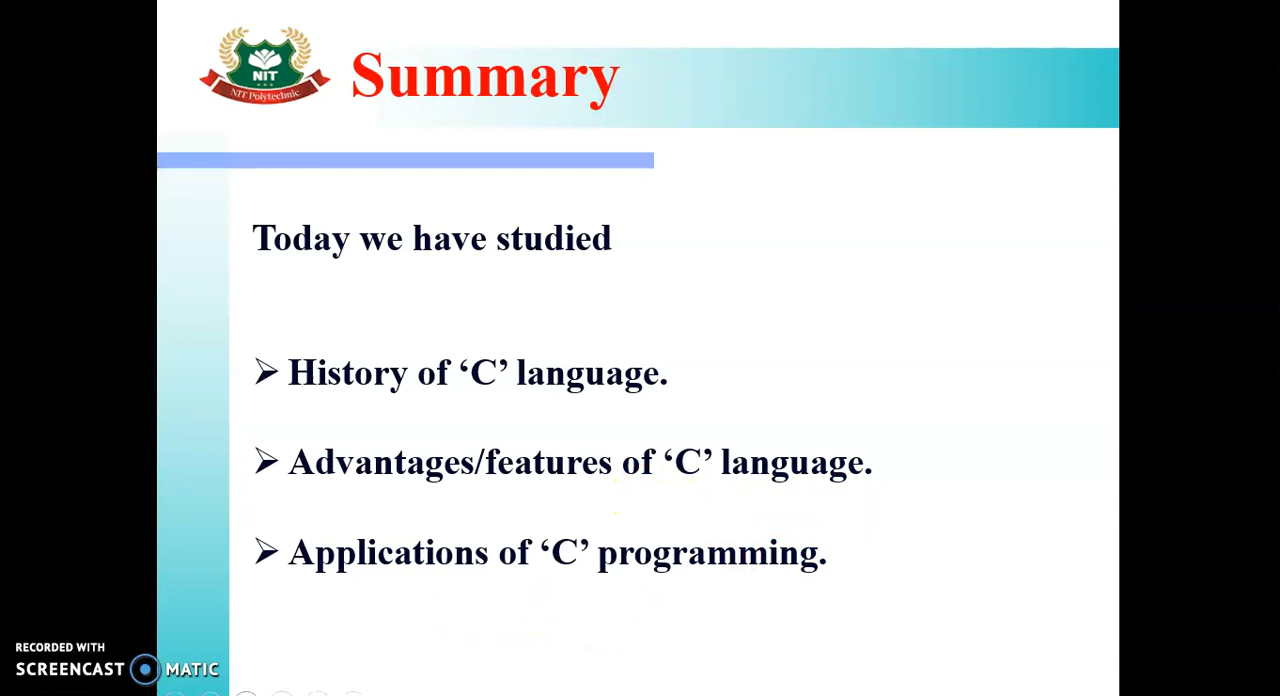 NIT
NIT Polytechnic
Summary
Today we have studied
➢ History of ‘C’ language.
➢ Advantages/features of ‘C’ language.
➢ Applications of ‘C’ programming.
RECORDED WITH
SCREENCAST MATIC